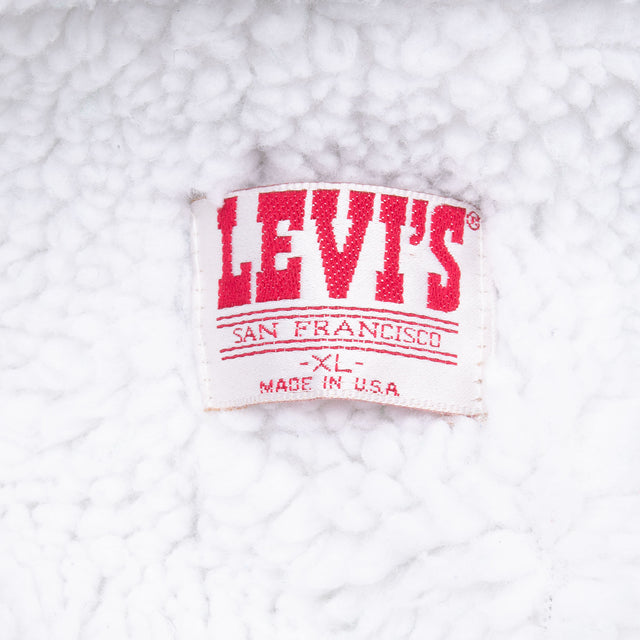 LEVI'S®
SAN FRANCISCO
-XL-
MADE IN U.S.A